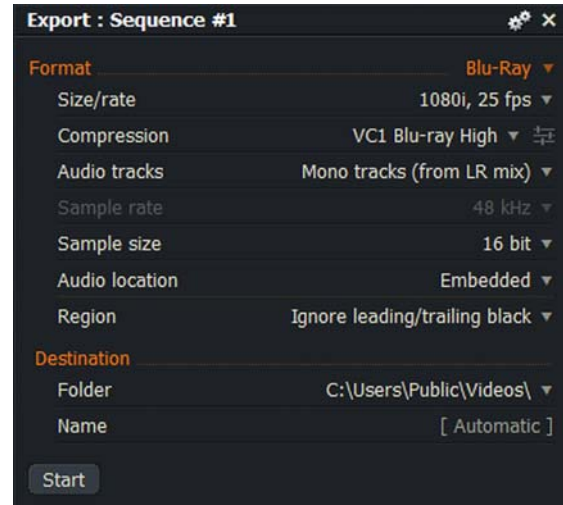 Export : Sequence #1
Format Blu-Ray
Size/rate 1080i, 25 fps
Compression VC1 Blu-ray High
Audio tracks Mono tracks (from LR mix)
Sample rate 48 kHz
Sample size 16 bit
Audio location Embedded
Region Ignore leading/trailing black
Destination
Folder C:\Users\Public\Videos\
Name [ Automatic ]
Start